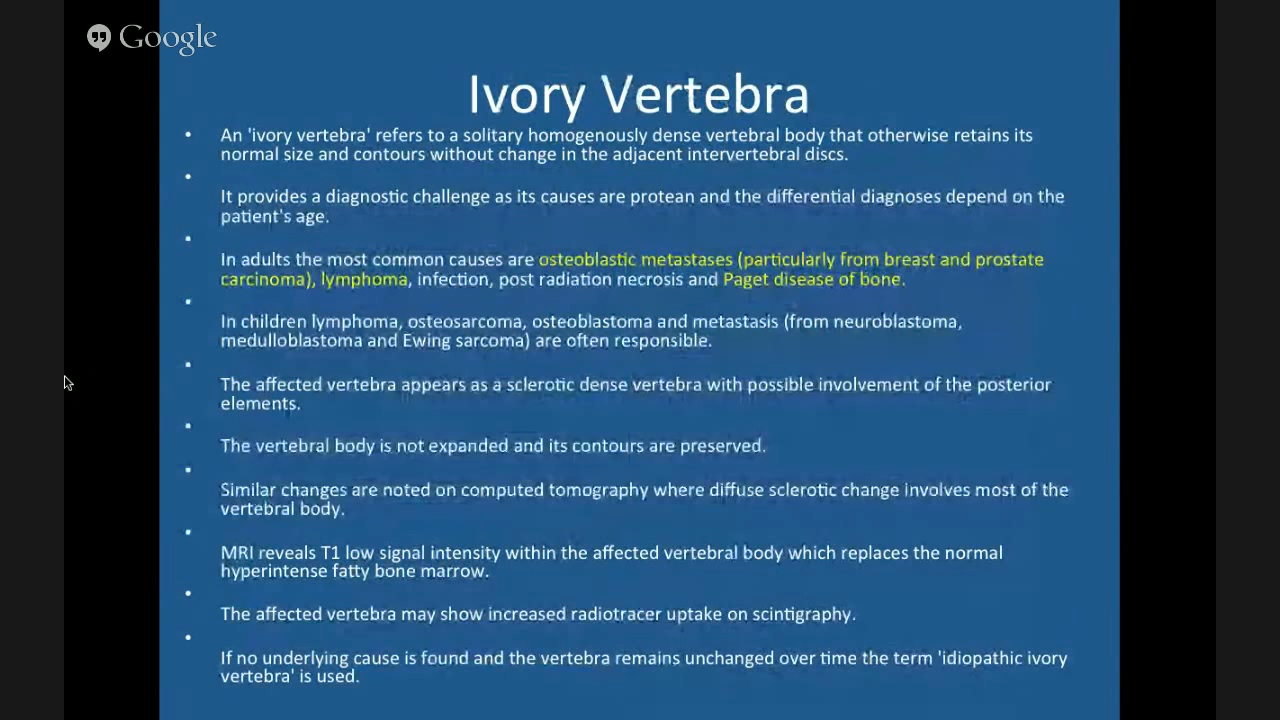 Google
Ivory Vertebra
• An 'ivory vertebra' refers to a solitary homogenously dense vertebral body that otherwise retains its
normal size and contours without change in the adjacent intervertebral discs.
•
It provides a diagnostic challenge as its causes are protean and the differential diagnoses depend on the
patient's age.
•
In adults the most common causes are osteoblastic metastases (particularly from breast and prostate
carcinoma), lymphoma, infection, post radiation necrosis and Paget disease of bone.
•
In children lymphoma, osteosarcoma, osteoblastoma and metastasis (from neuroblastoma,
medulloblastoma and Ewing sarcoma) are often responsible.
•
The affected vertebra appears as a sclerotic dense vertebra with possible involvement of the posterior
elements.
•
The vertebral body is not expanded and its contours are preserved.
•
Similar changes are noted on computed tomography where diffuse sclerotic change involves most of the
vertebral body.
•
MRI reveals T1 low signal intensity within the affected vertebral body which replaces the normal
hyperintense fatty bone marrow.
•
The affected vertebra may show increased radiotracer uptake on scintigraphy.
•
If no underlying cause is found and the vertebra remains unchanged over time the term 'idiopathic ivory
vertebra' is used.